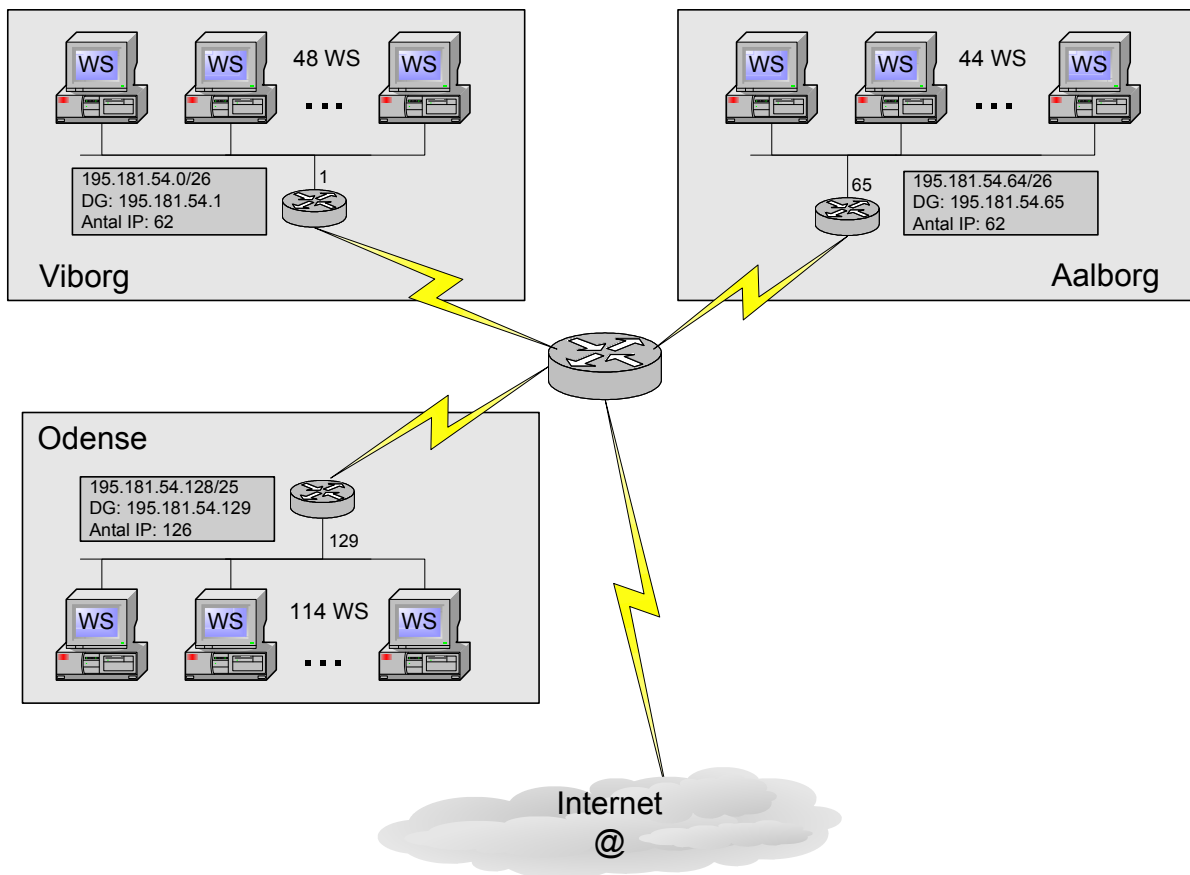 WS
WS
48 WS
WS
...
195.181.54.0/26
DG: 195.181.54.1
Antal IP: 62
1
Viborg
WS
WS
44 WS
WS
...
65
195.181.54.64/26
DG: 195.181.54.65
Antal IP: 62
Aalborg
Odense
195.181.54.128/25
DG: 195.181.54.129
Antal IP: 126
129
WS
WS
114 WS
WS
...
Internet
@